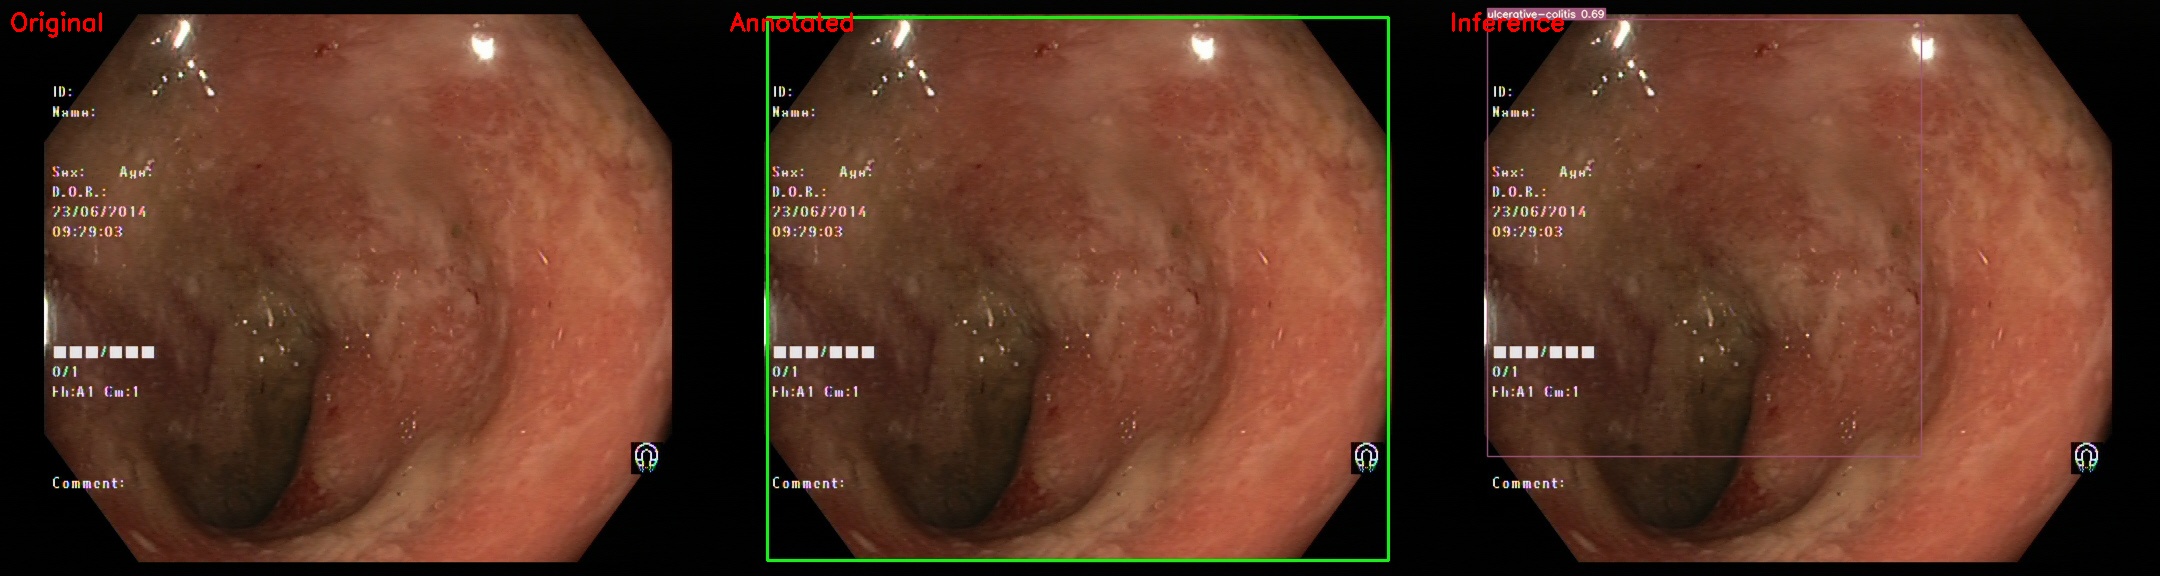 Original
ID:
Name:
Sex: Age:
D.O.B.:
23/06/2014
09:29:03
0/1
Eh:A1 Cm:1
Comment:
Annotated
ID:
Name:
Sex: Age:
D.O.B.:
23/06/2014
09:29:03
0/1
Eh:A1 Cm:1
Comment:
Inference
ulcerative-colitis 0.69
ID:
Name:
Sex: Age:
D.O.B.:
23/06/2014
09:29:03
0/1
Eh:A1 Cm:1
Comment: